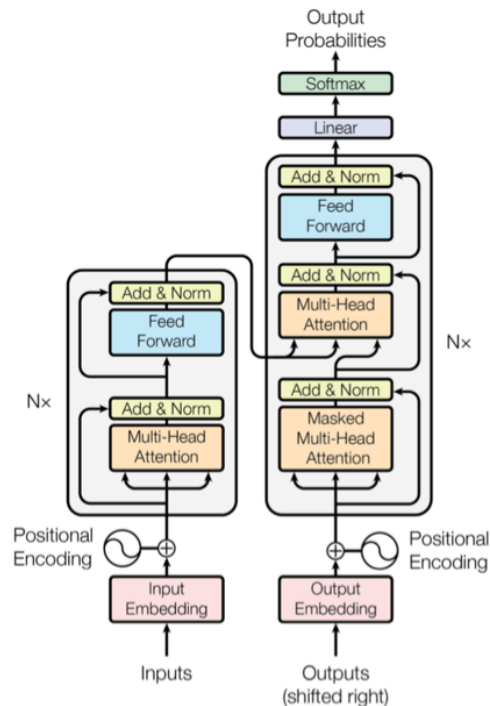 Output
Probabilities
Softmax
Linear
Add & Norm
Feed
Forward
Add & Norm
Multi-Head
Attention
Add & Norm
Masked
Multi-Head
Attention
N×
Positional
Encoding
Output
Embedding
Outputs
(shifted right)
Add & Norm
Feed
Forward
Add & Norm
Multi-Head
Attention
N×
Positional
Encoding
Input
Embedding
Inputs